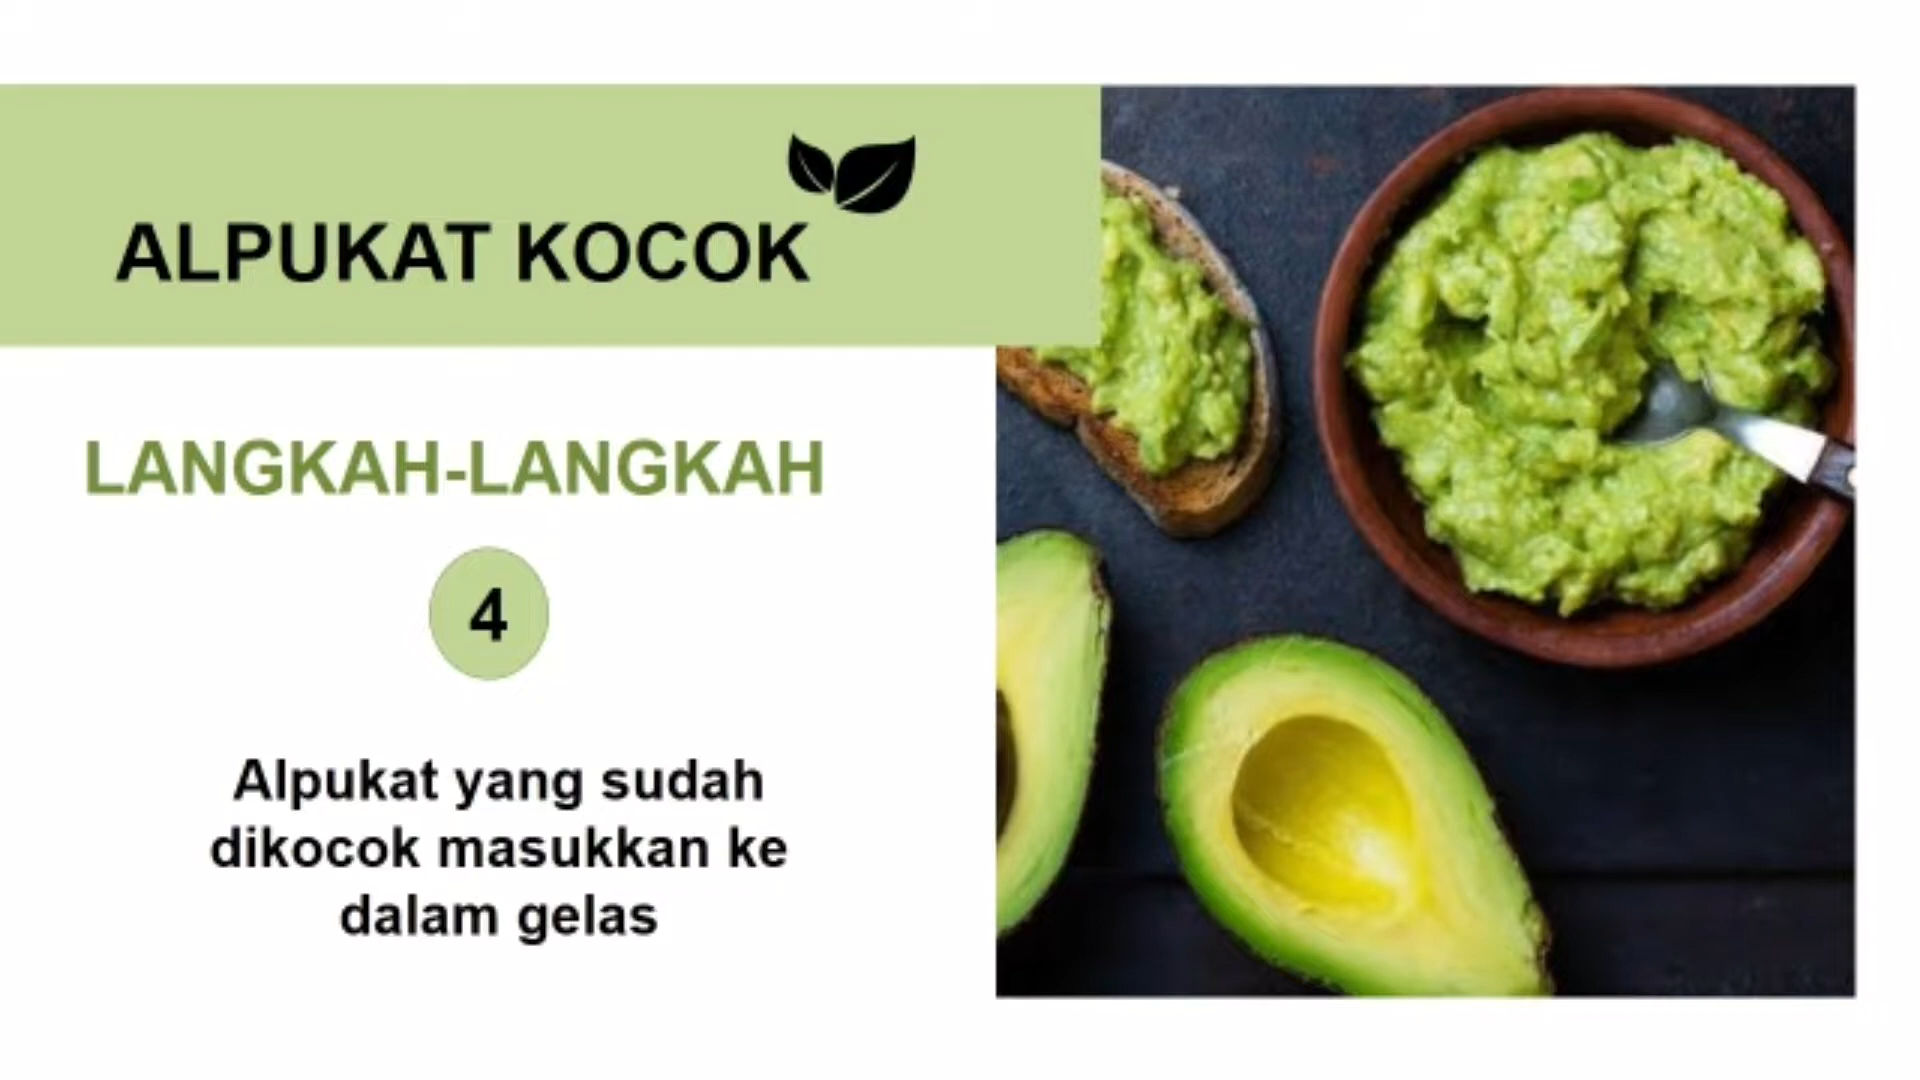 ALPUKAT KOCOK
LANGKAH-LANGKAH
4
Alpukat yang sudah
dikocok masukkan ke
dalam gelas